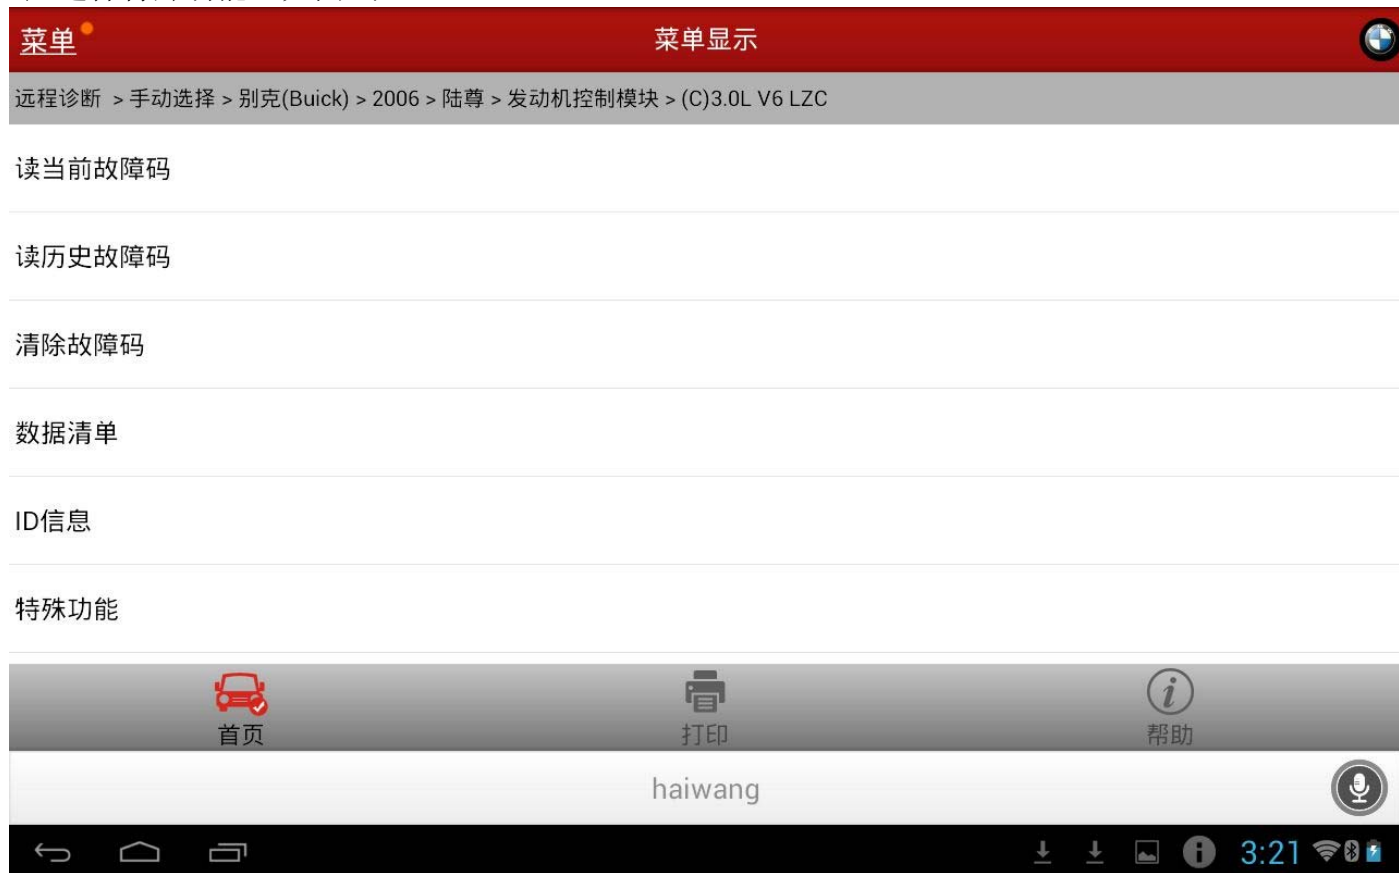 菜单
菜单显示
远程诊断 > 手动选择 > 别克(Buick) > 2006 > 陆尊 > 发动机控制模块 > (C)3.0L V6 LZC
读当前故障码
读历史故障码
清除故障码
数据清单
ID信息
特殊功能
首页
打印
帮助
haiwang
3:21